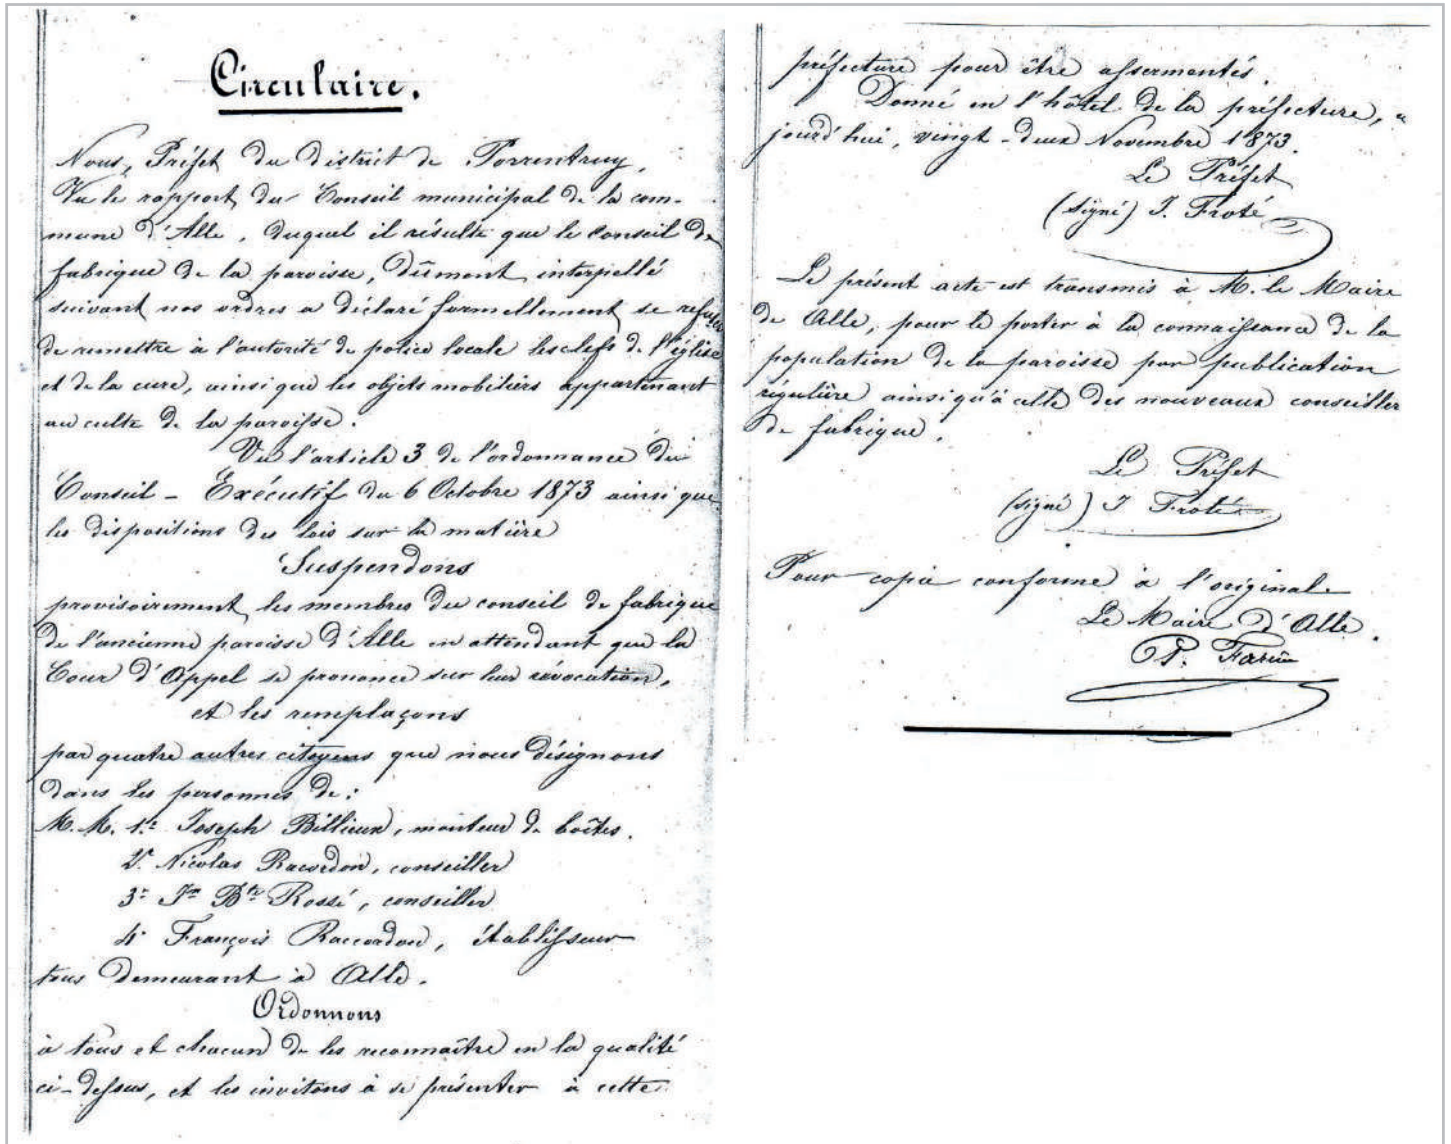 Circulaire.
Nous, Préfet du District de Porrentruy,
Vu le rapport du Conseil municipal de la com-
mune d'Alle, duquel il résulte que le conseil de
fabrique de la paroisse, dûment interpellé
suivant nos ordres a déclaré formellement se refuser
de remettre à l'autorité de police locale les clefs de l'église
et de la cure, ainsi que les objets mobiliers appartenant
au culte de la paroisse.
Vu l'article 3 de l'ordonnance du
Conseil - Exécutif du 6 Octobre 1873 ainsi que
les dispositions des lois sur la matière
Suspendons
provisoirement les membres du conseil de fabrique
de l'ancienne paroisse d'Alle en attendant que la
Cour d'Appel se prononce sur leur révocation,
et les remplaçons
par quatre autres citoyens que nous désignons
dans les personnes de :
M.M. 1.° Joseph Billieux, monteur de boîtes.
2° Nicolas Racordon, conseiller
3° Jn Bte Rossé, conseiller
4° François Raccordon, établisseur
tous demeurant à Alle.
Ordonnons
à tous et chacun de les reconnaître en la qualité
ci-dessus, et les invitons à se présenter à cette
préfecture pour être assermentés.
Donné en l'hôtel de la préfecture, a
jourd'hui, vingt-deux Novembre 1873.
Le Préfet
(signé) J. Froté
Le présent acte est transmis à M. le Maire
de Alle, pour le porter à la connaissance de la
population de la paroisse par publication
régulière ainsi qu'à celle des nouveaux conseiller
de fabrique.
Le Préfet
(signé) J Froté
Pour copie conforme à l'original.
Le Maire d'Alle.
P. Farine